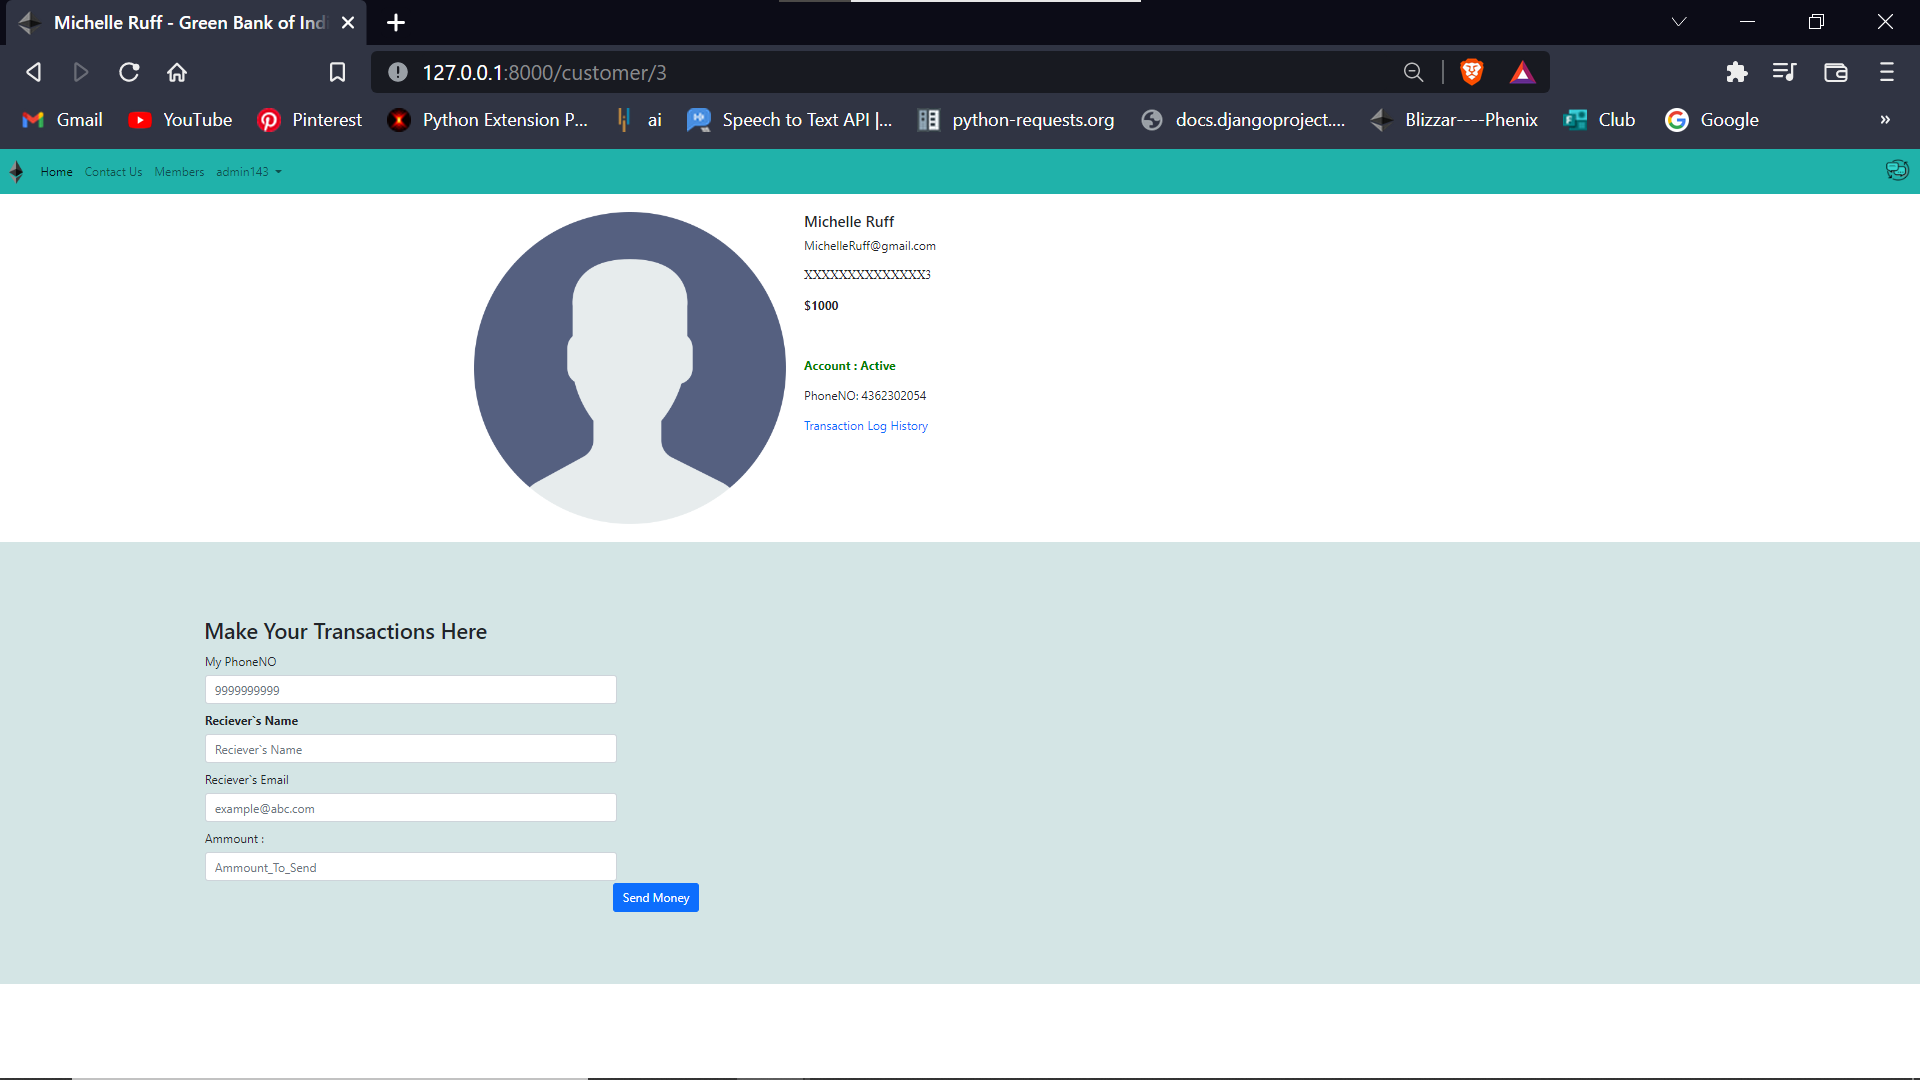 Michelle Ruff - Green Bank of Indi
127.0.0.1:8000/customer/3
Gmail YouTube Pinterest Python Extension P... ai Speech to Text API |... python-requests.org docs.djangoproject.... Blizzar----Phenix Club Google »
Home Contact Us Members admin143
Michelle Ruff
MichelleRuff@gmail.com
XXXXXXXXXXXXXX3
$1000
Account : Active
PhoneNO: 4362302054
Transaction Log History
Make Your Transactions Here
My PhoneNO
9999999999
Reciever`s Name
Reciever`s Name
Reciever`s Email
example@abc.com
Ammount :
Ammount_To_Send
Send Money